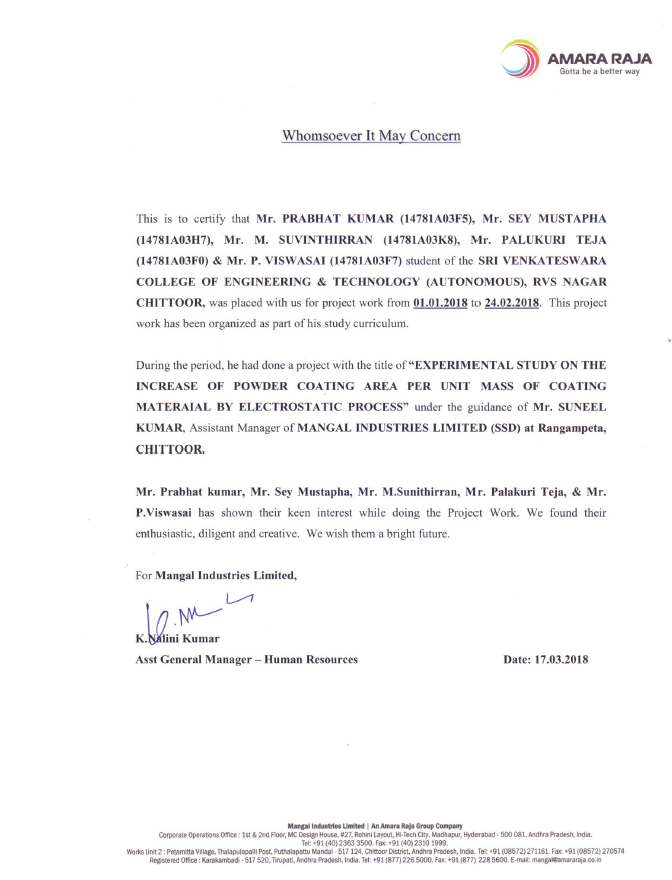 AMARA RAJA
Gotta be a better way
Whomsoever It May Concern
This is to certify that Mr. PRABHAT KUMAR (14781A03F5), Mr. SEY MUSTAPHA
(14781A03H7), Mr. M. SUVINTHIRRAN (14781A03K8), Mr. PALUKURI TEJA
(14781A03F0) & Mr. P. VISWASAI (14781A03F7) student of the SRI VENKATESWARA
COLLEGE OF ENGINEERING & TECHNOLOGY (AUTONOMOUS), RVS NAGAR
CHITTOOR, was placed with us for project work from 01.01.2018 to 24.02.2018. This project
work has been organized as part of his study curriculum.
During the period, he had done a project with the title of “EXPERIMENTAL STUDY ON THE
INCREASE OF POWDER COATING AREA PER UNIT MASS OF COATING
MATERAIAL BY ELECTROSTATIC PROCESS” under the guidance of Mr. SUNEEL
KUMAR, Assistant Manager of MANGAL INDUSTRIES LIMITED (SSD) at Rangampeta,
CHITTOOR.
Mr. Prabhat kumar, Mr. Sey Mustapha, Mr. M.Sunithirran, Mr. Palakuri Teja, & Mr.
P.Viswasai has shown their keen interest while doing the Project Work. We found their
enthusiastic, diligent and creative. We wish them a bright future.
For Mangal Industries Limited,
K.Nalini Kumar
Asst General Manager – Human Resources Date: 17.03.2018
Mangal Industries Limited | An Amara Raja Group Company
Corporate Operations Office : 1st & 2nd Floor, MC Design House, #27, Rohini Layout, Hi-Tech City, Madhapur, Hyderabad - 500 081, Andhra Pradesh, India.
Tel: +91 (40) 2363 3500. Fax: +91 (40) 2310 1999.
Works Unit 2 : Petamitta Village, Thalapulapalli Post, Puthalapattu Mandal - 517 124, Chittoor District, Andhra Pradesh, India. Tel: +91 (08572) 271161. Fax: +91 (08572) 270574
Registered Office : Karakambadi - 517 520, Tirupati, Andhra Pradesh, India. Tel: +91 (877) 226 5000. Fax: +91 (877) 228 5600. E-mail: mangal@amararaja.co.in